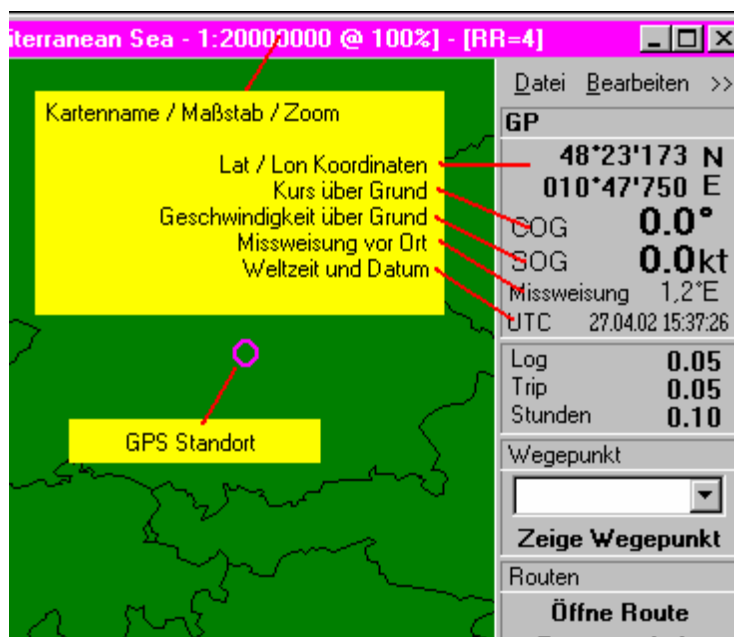 iterranean Sea - 1:20000000 @ 100%] - [RR=4]
Datei Bearbeiten >>
Kartenname / Maßstab / Zoom
Lat / Lon Koordinaten
Kurs über Grund
Geschwindigkeit über Grund
Missweisung vor Ort
Weltzeit und Datum
GPS Standort
GP
48°23'173 N
010°47'750 E
COG 0.0°
SOG 0.0kt
Missweisung 1,2°E
UTC 27.04.02 15:37:26
Log 0.05
Trip 0.05
Stunden 0.10
Wegepunkt
Zeige Wegepunkt
Routen
Öffne Route